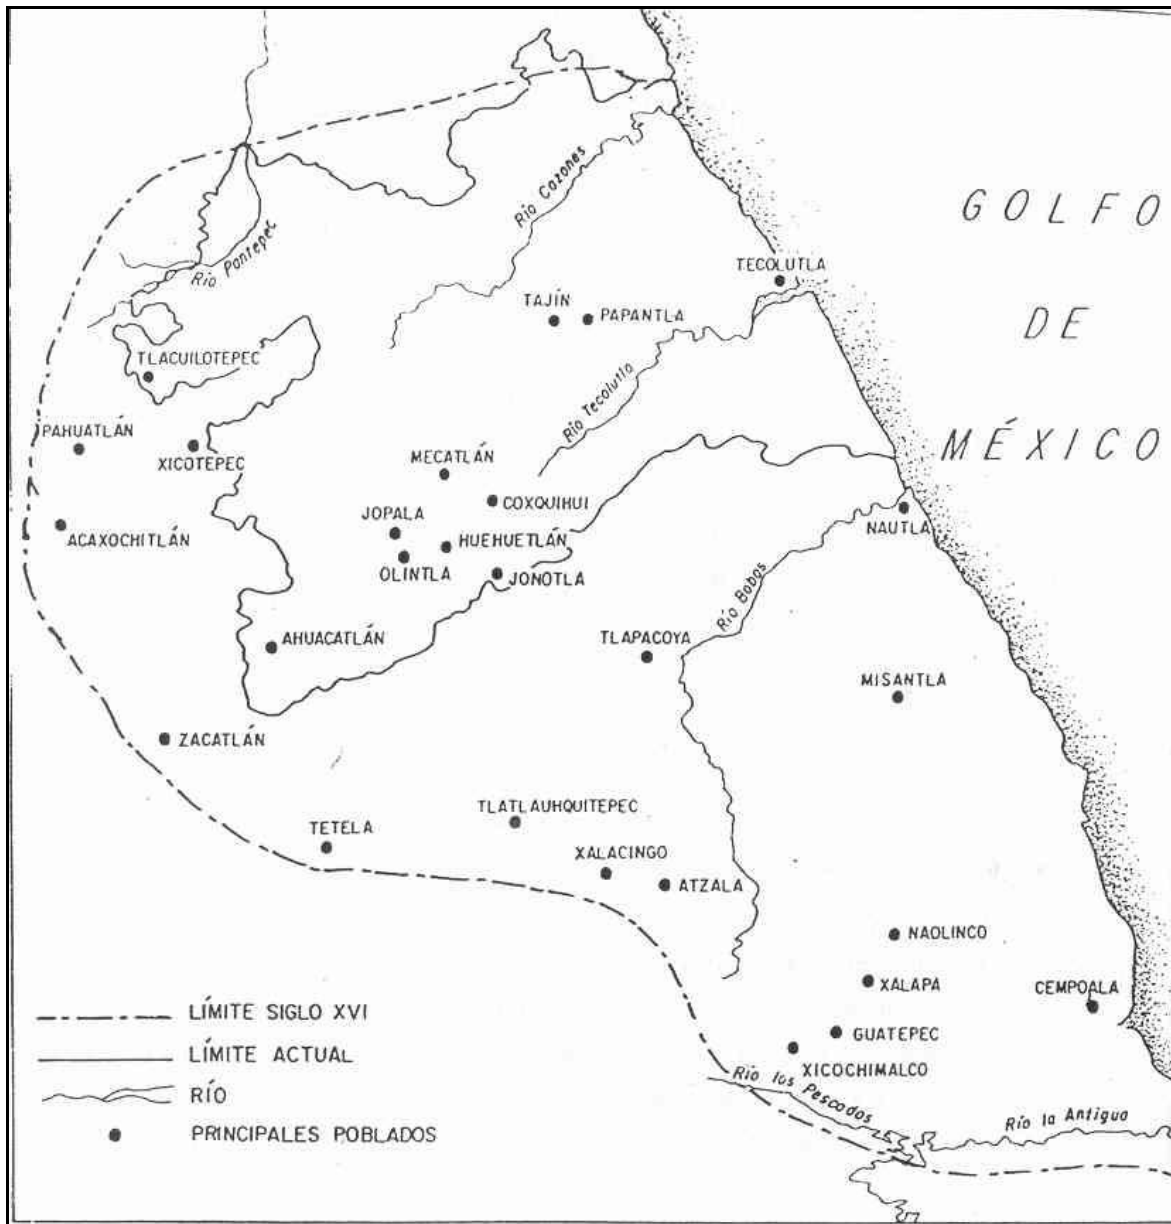 GOLFO
DE
MÉXICO
Río Cazones
Río Pantepec
TECOLUTLA
TAJÍN
PAPANTLA
TLACUILOTEPEC
Río Tecolutla
PAHUATLÁN
XICOTEPEC
MECATLÁN
COXQUIHUI
ACAXOCHITLÁN
JOPALA
HUEHUETLÁN
OLINTLA
JONOTLA
NAUTLA
Río Bobos
AHUACATLÁN
TLAPACOYA
MISANTLA
ZACATLÁN
TLATLAUHQUITEPEC
TETELA
XALACINGO
ATZALA
NAOLINCO
XALAPA
CEMPOALA
GUATEPEC
XICOCHIMALCO
Río los Pescados
Río la Antigua
LÍMITE SIGLO XVI
LÍMITE ACTUAL
RÍO
PRINCIPALES POBLADOS